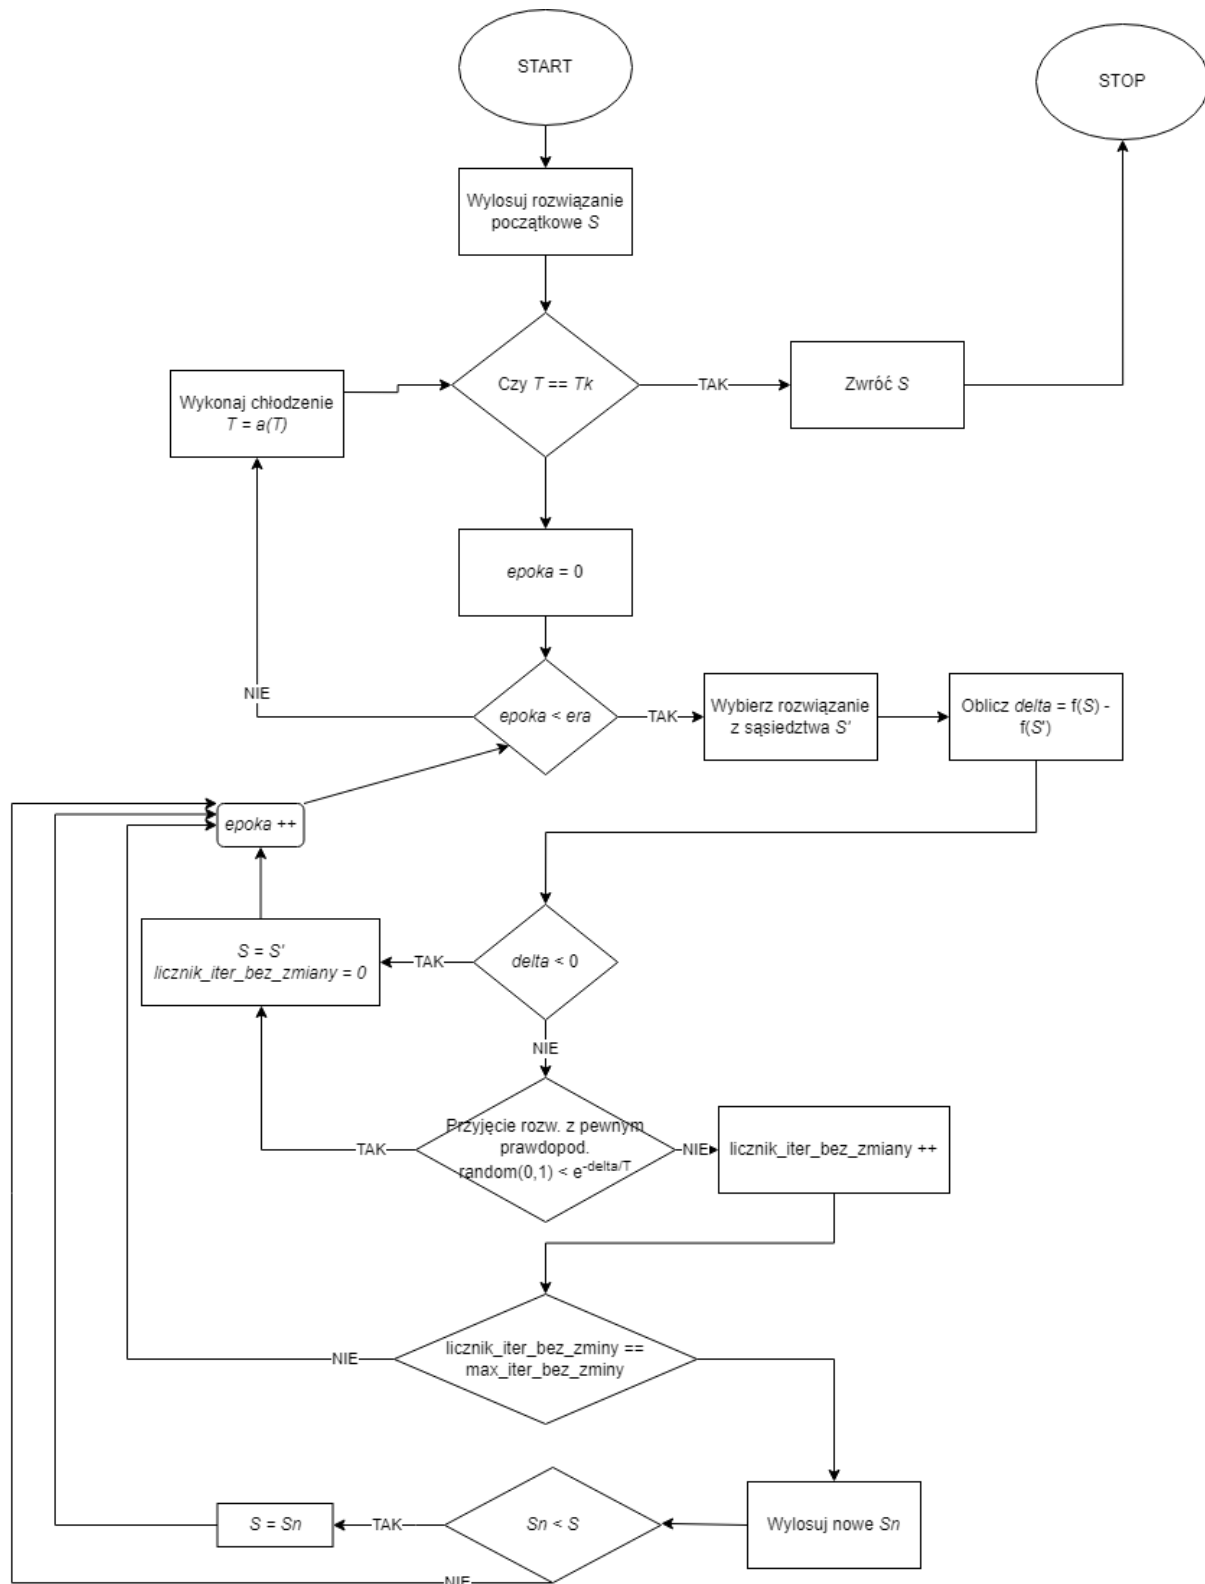 START
STOP
Wylosuj rozwiązanie
początkowe S
Czy T == Tk
TAK
Zwróć S
Wykonaj chłodzenie
T = a(T)
epoka = 0
NIE
epoka < era
TAK
Wybierz rozwiązanie
z sąsiedztwa S'
Oblicz delta = f(S) -
f(S')
epoka ++
S = S'
licznik_iter_bez_zmiany = 0
TAK
delta < 0
NIE
Przyjęcie rozw. z pewnym
prawdopod.
random(0,1) < e^-delta/T
TAK
NIE
licznik_iter_bez_zmiany ++
licznik_iter_bez_zminy ==
max_iter_bez_zminy
NIE
S = Sn
TAK
Sn < S
Wylosuj nowe Sn
NIE